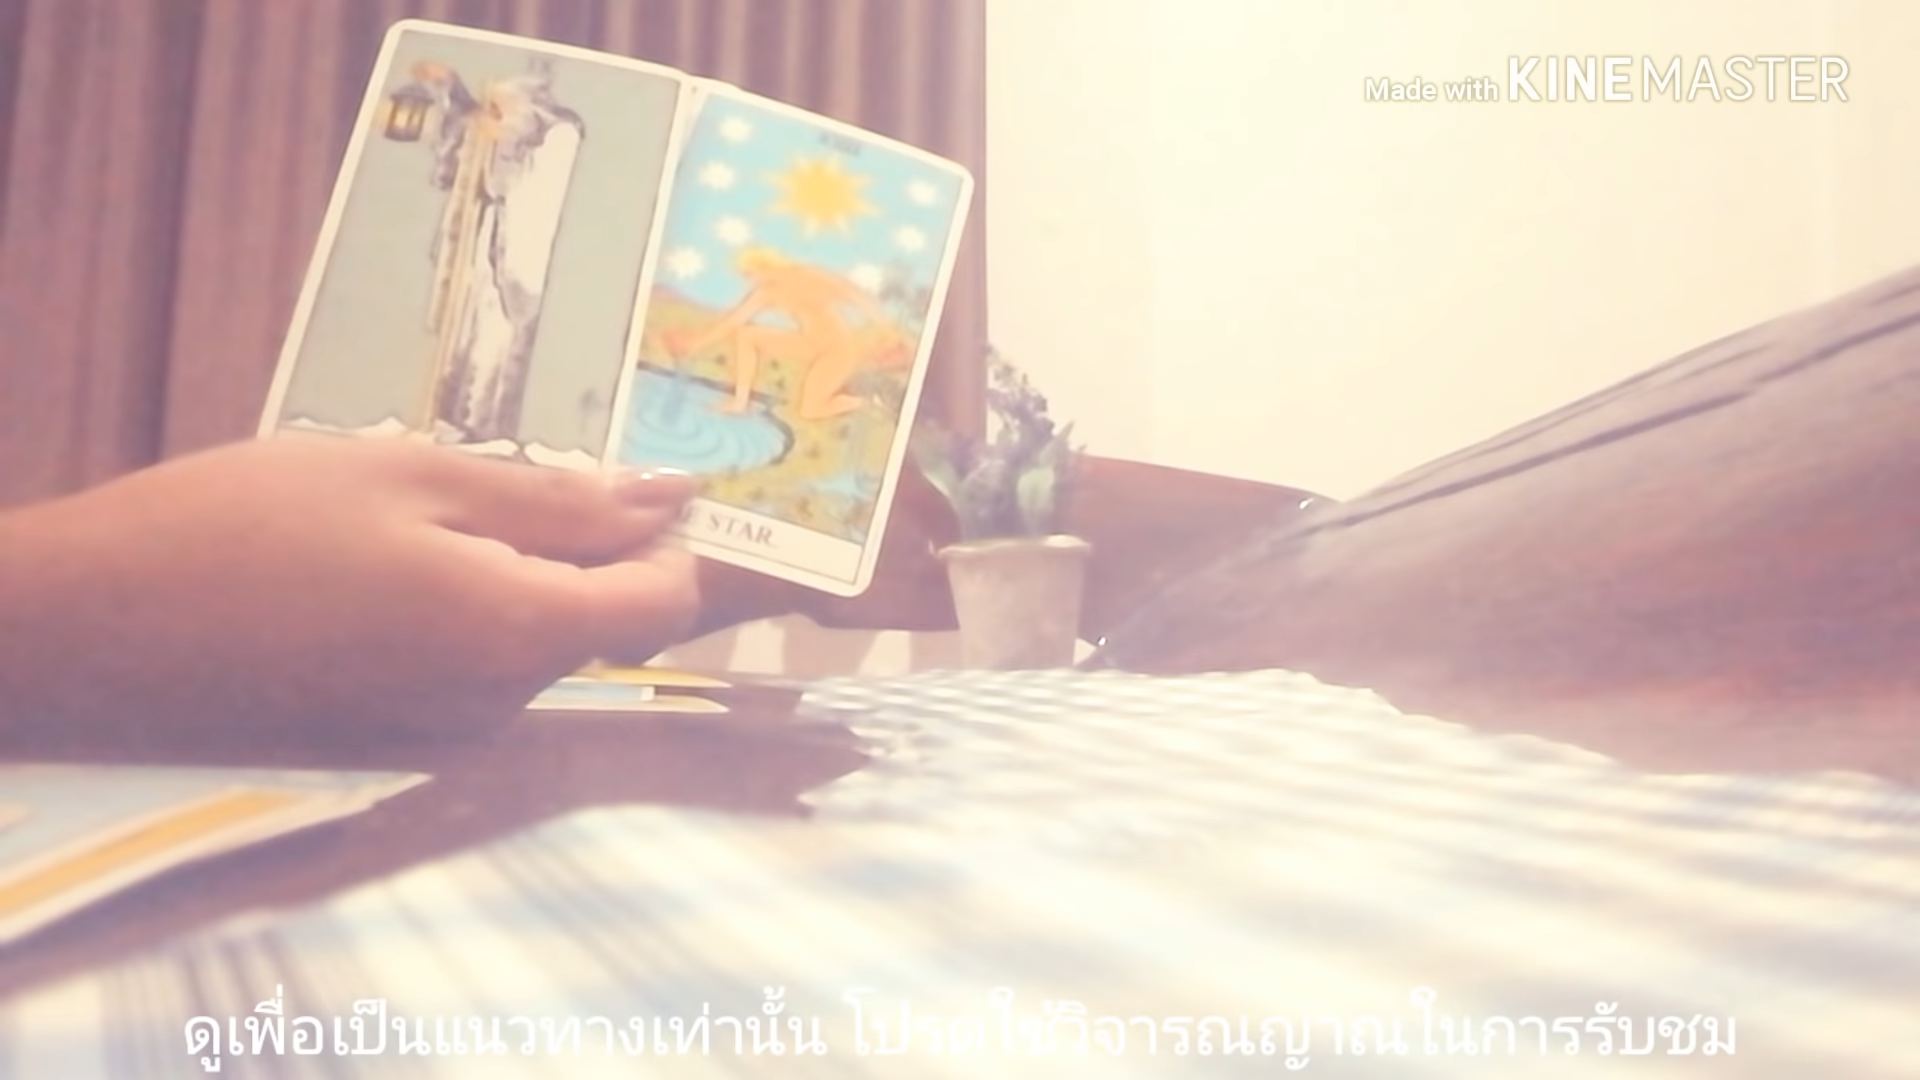 Made with KINEMASTER
IX
XVII
STAR.
ดูเพื่อเป็นแนวทางเท่านั้น โปรดใช้วิจารณญาณในการรับชม